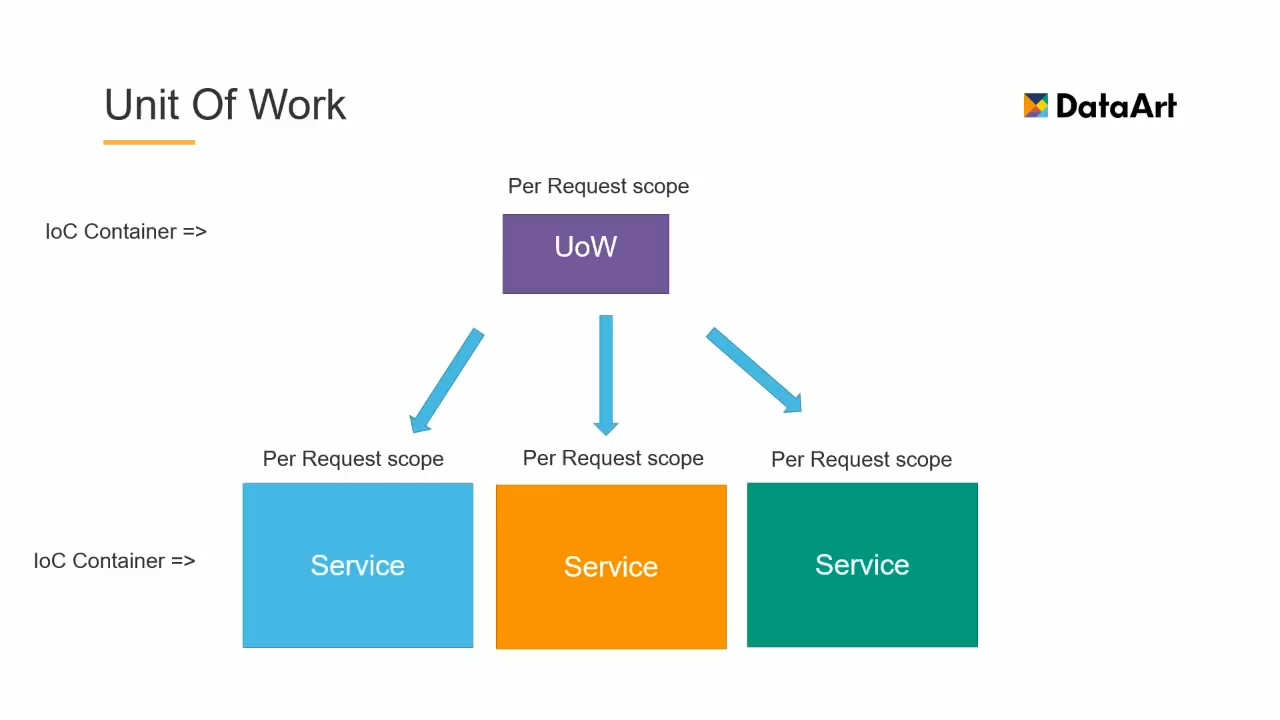 Unit Of Work
DataArt
Per Request scope
IoC Container =>
UoW
Per Request scope
Per Request scope
Per Request scope
IoC Container =>
Service
Service
Service